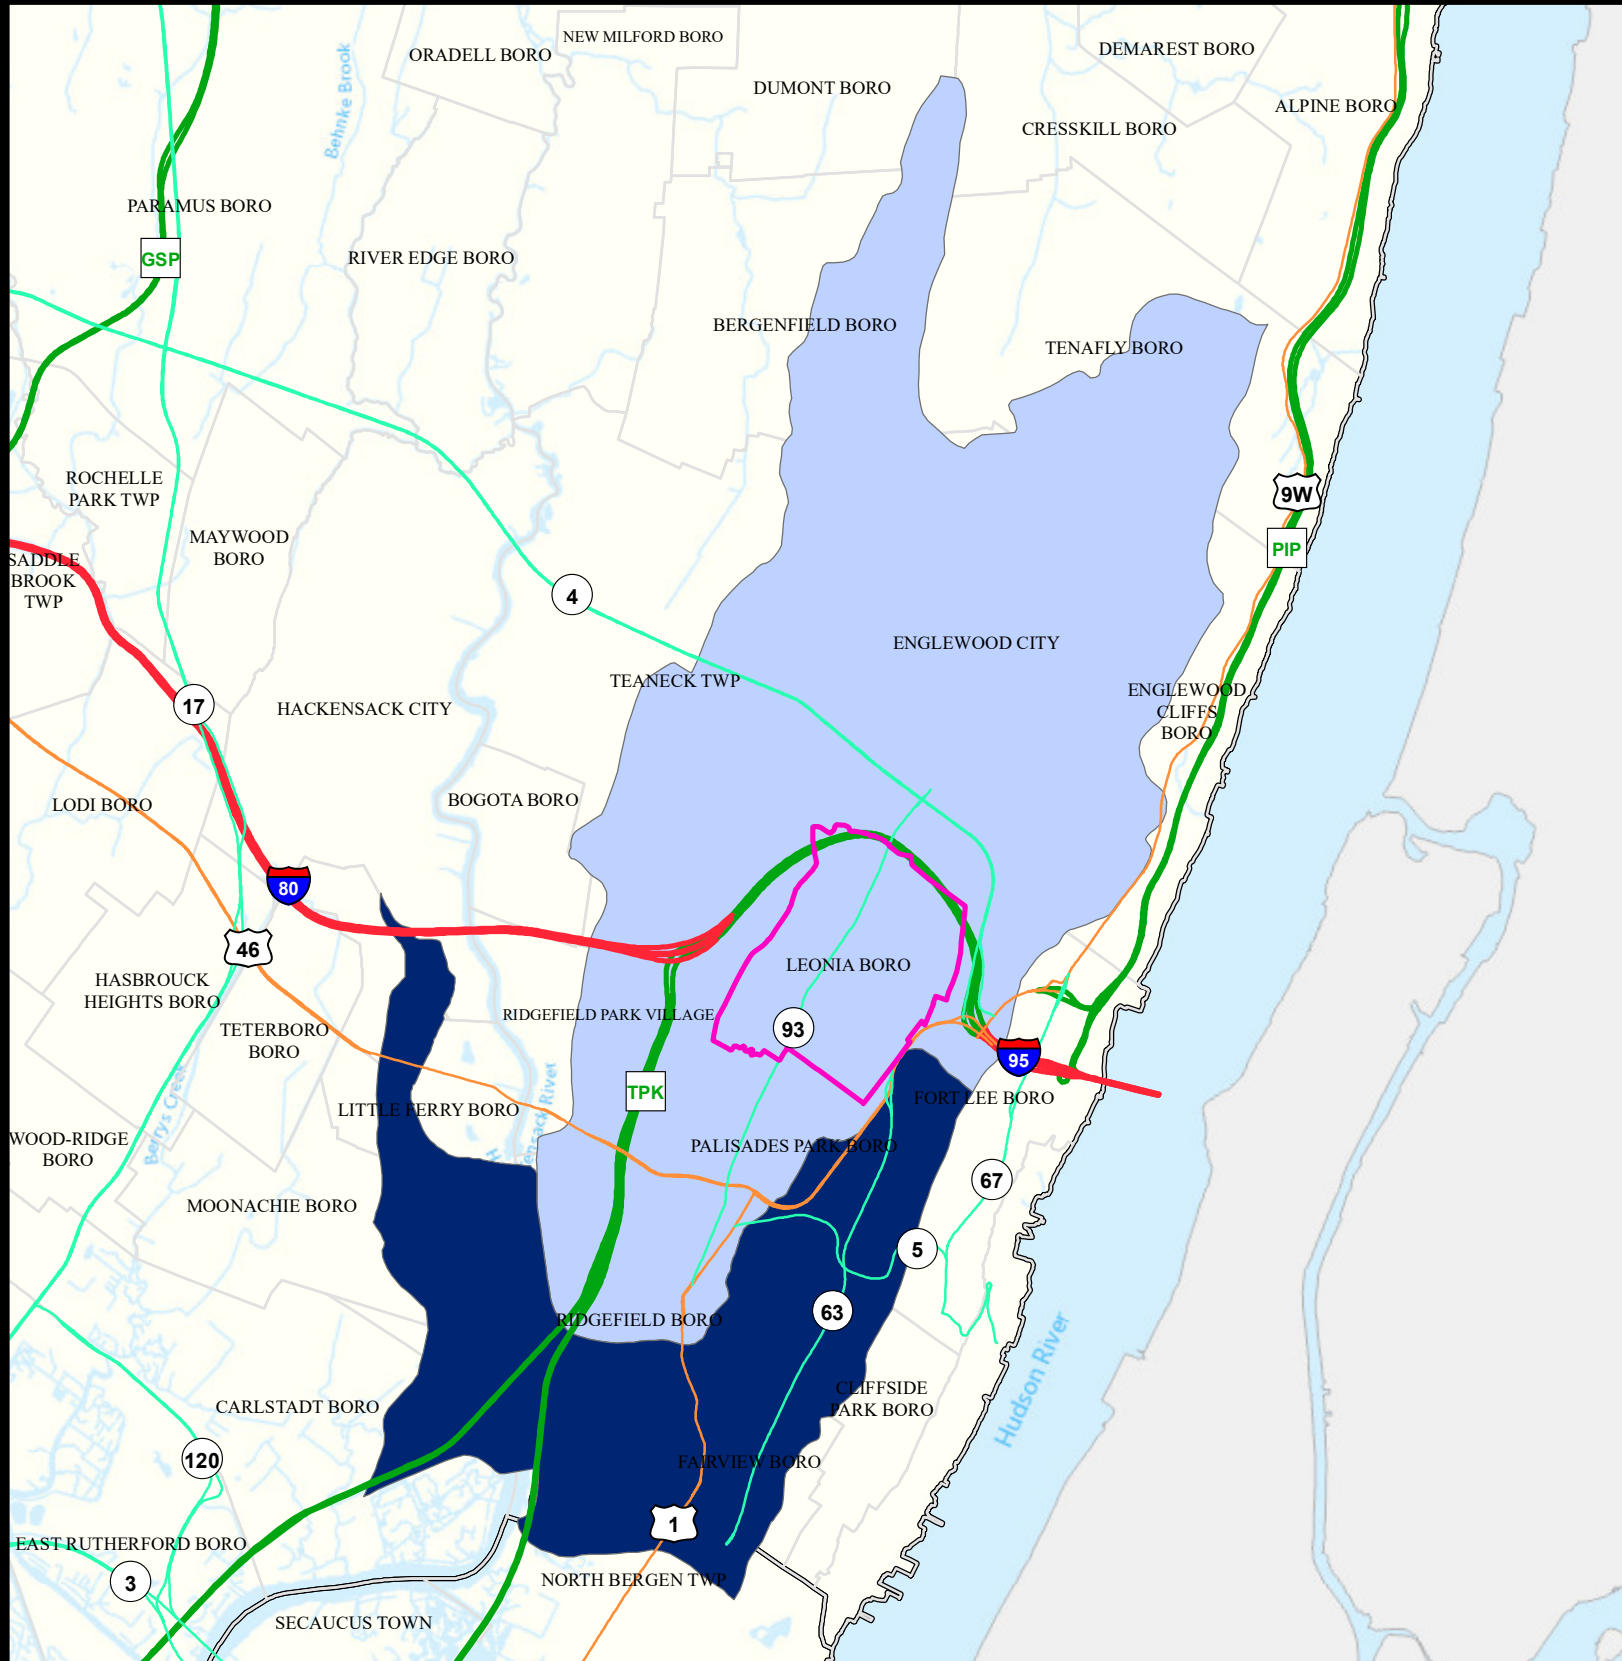 NEW MILFORD BORO
ORADELL BORO
DEMAREST BORO
DUMONT BORO
ALPINE BORO
Behnke Brook
CRESSKILL BORO
PARAMUS BORO
GSP
RIVER EDGE BORO
BERGENFIELD BORO
TENAFLY BORO
ROCHELLE
PARK TWP
9W
MAYWOOD
BORO
PIP
SADDLE
BROOK
TWP
4
ENGLEWOOD CITY
TEANECK TWP
ENGLEWOOD
CLIFFS
BORO
17
HACKENSACK CITY
LODI BORO
BOGOTA BORO
80
46
LEONIA BORO
HASBROUCK
HEIGHTS BORO
RIDGEFIELD PARK VILLAGE
93
TETERBORO
BORO
95
TPK
FORT LEE BORO
LITTLE FERRY BORO
Berrys Creek
WOOD-RIDGE
BORO
PALISADES PARK BORO
67
MOONACHIE BORO
5
63
RIDGEFIELD BORO
Hudson River
CLIFFSIDE
PARK BORO
CARLSTADT BORO
120
FAIRVIEW BORO
1
EAST RUTHERFORD BORO
3
NORTH BERGEN TWP
SECAUCUS TOWN